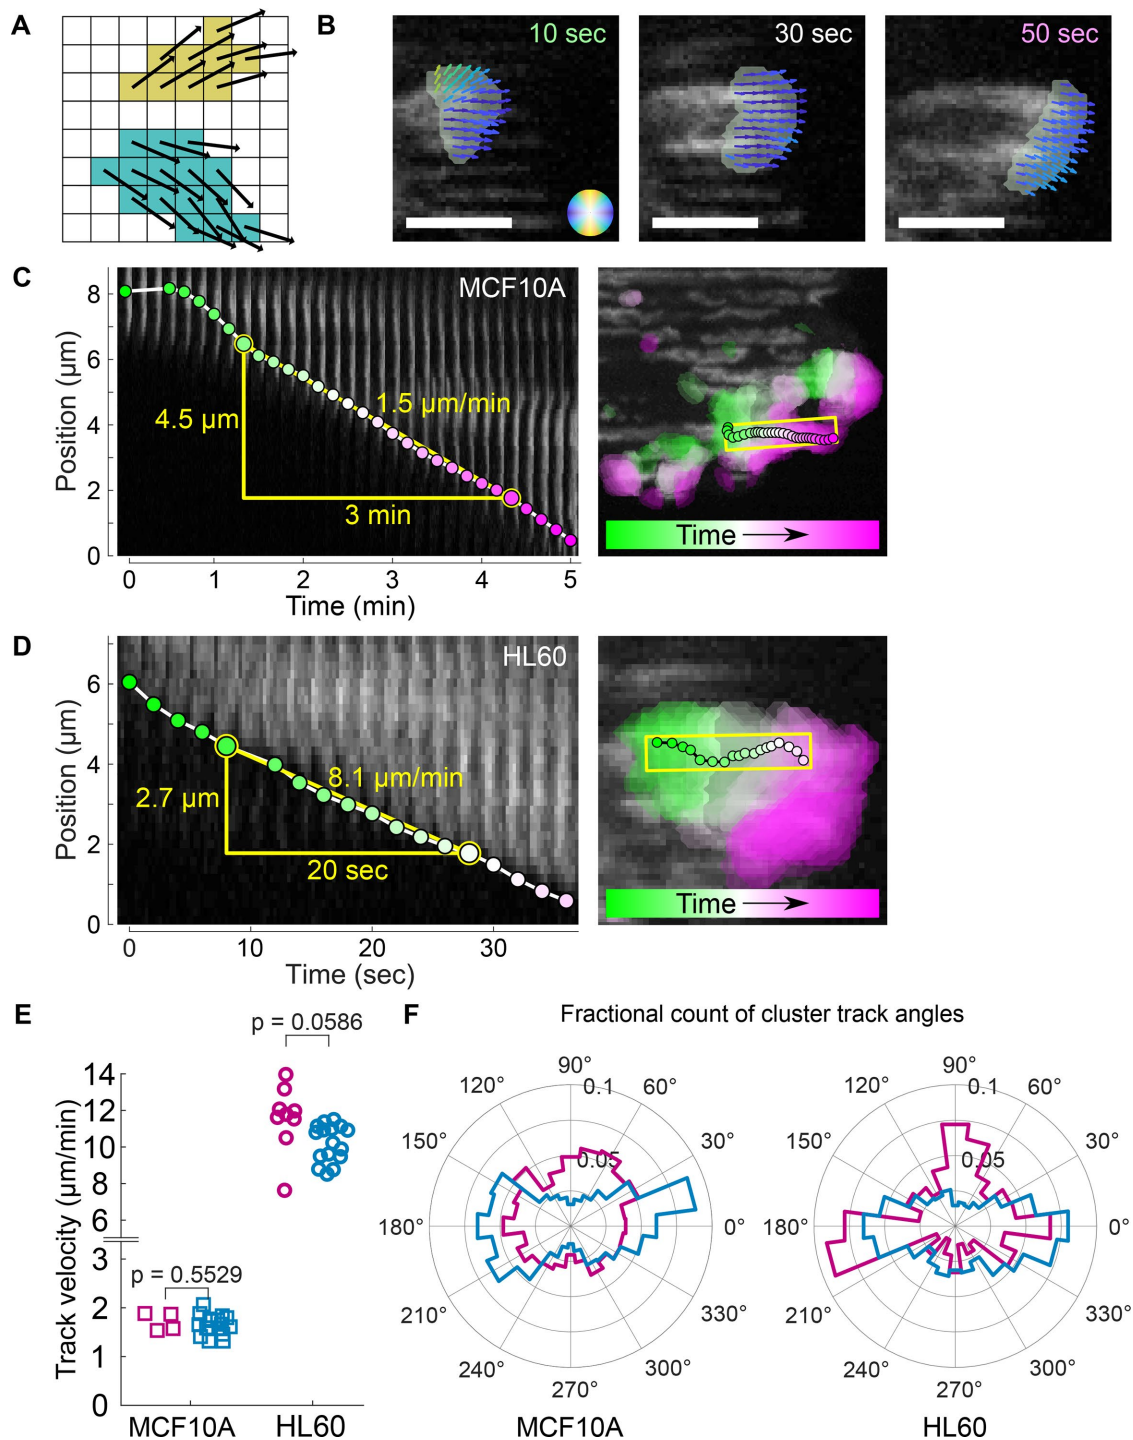 A
B
10 sec
30 sec
50 sec
C
MCF10A
8
6
4
2
0
Position (µm)
4.5 µm
1.5 µm/min
3 min
0 1 2 3 4 5
Time (min)
Time
D
HL60
6
4
2
0
Position (µm)
2.7 µm
8.1 µm/min
20 sec
0 10 20 30
Time (sec)
Time
E
p = 0.0586
14
12
10
8
6
3
2
1
0
Track velocity (µm/min)
p = 0.5529
MCF10A HL60
F
Fractional count of cluster track angles
90°
0.1
120° 60°
150° 30°
0.05
180° 0°
210° 330°
240° 300°
270°
MCF10A
90°
0.1
120° 60°
150° 30°
0.05
180° 0°
210° 330°
240° 300°
270°
HL60